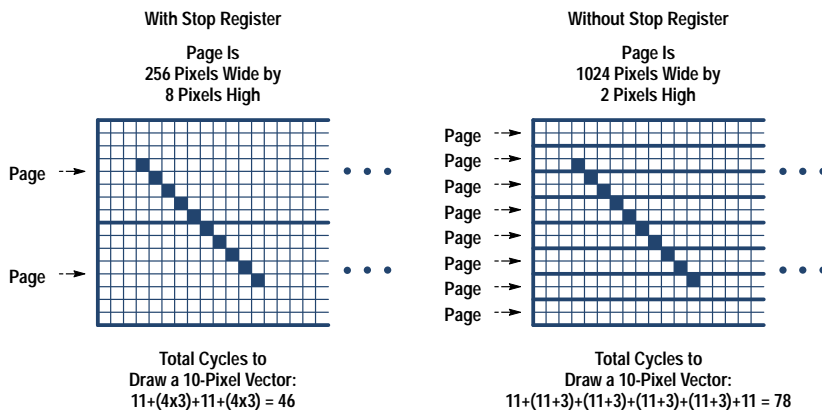 With Stop Register
Page Is
256 Pixels Wide by
8 Pixels High
Page
Page
Total Cycles to
Draw a 10-Pixel Vector:
11+(4x3)+11+(4x3) = 46
Without Stop Register
Page Is
1024 Pixels Wide by
2 Pixels High
Page
Page
Page
Page
Page
Page
Page
Page
Total Cycles to
Draw a 10-Pixel Vector:
11+(11+3)+(11+3)+(11+3)+(11+3)+11 = 78